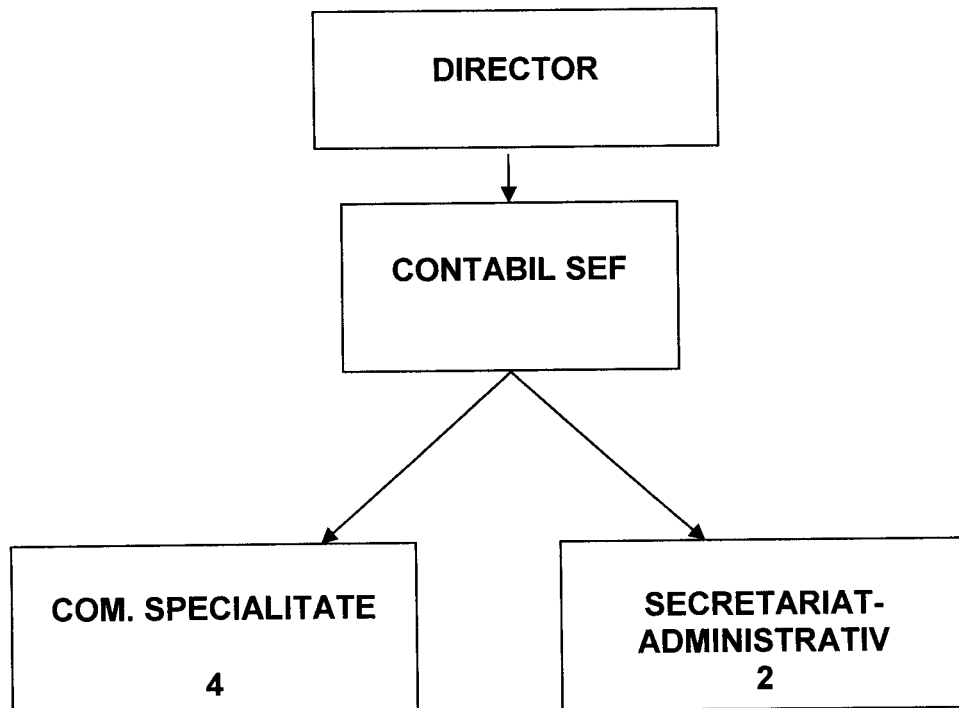 DIRECTOR
CONTABIL SEF
COM. SPECIALITATE
4
SECRETARIAT-
ADMINISTRATIV
2